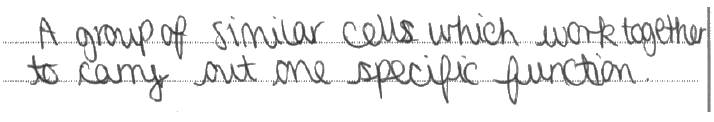 A group of similar cells which work together
to carry out one specific function.